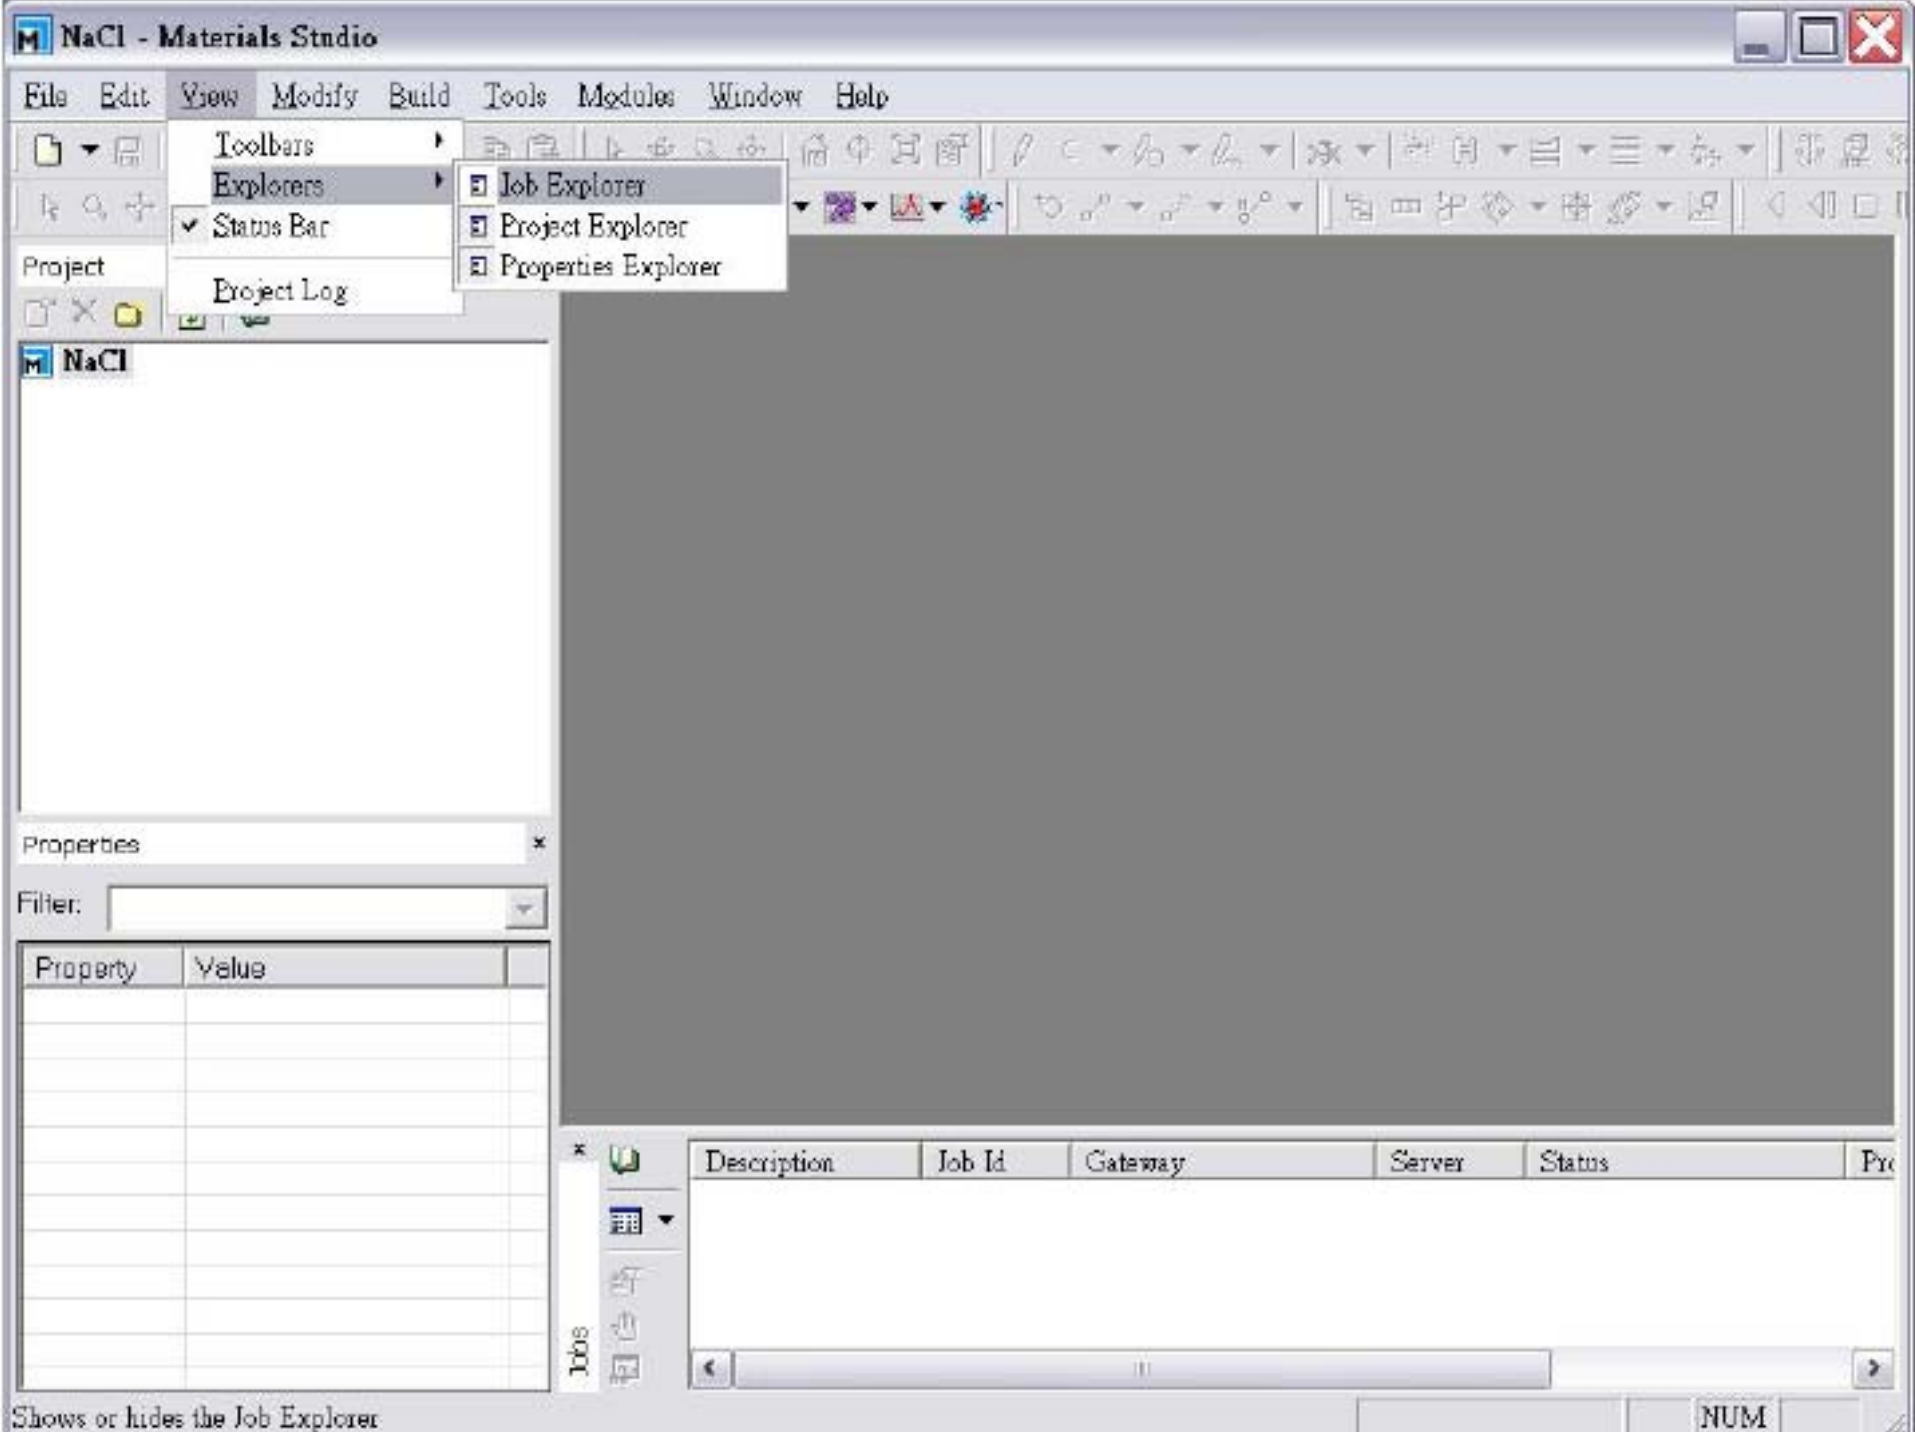 NaCl - Materials Studio
File Edit View Modify Build Tools Modules Window Help
Toolbars
Explorers
Job Explorer
Status Bar
Project Explorer
Properties Explorer
Project
Project Log
NaCl
Properties
Filter:
Property Value
Description Job Id Gateway Server Status Pro
Jobs
Shows or hides the Job Explorer
NUM